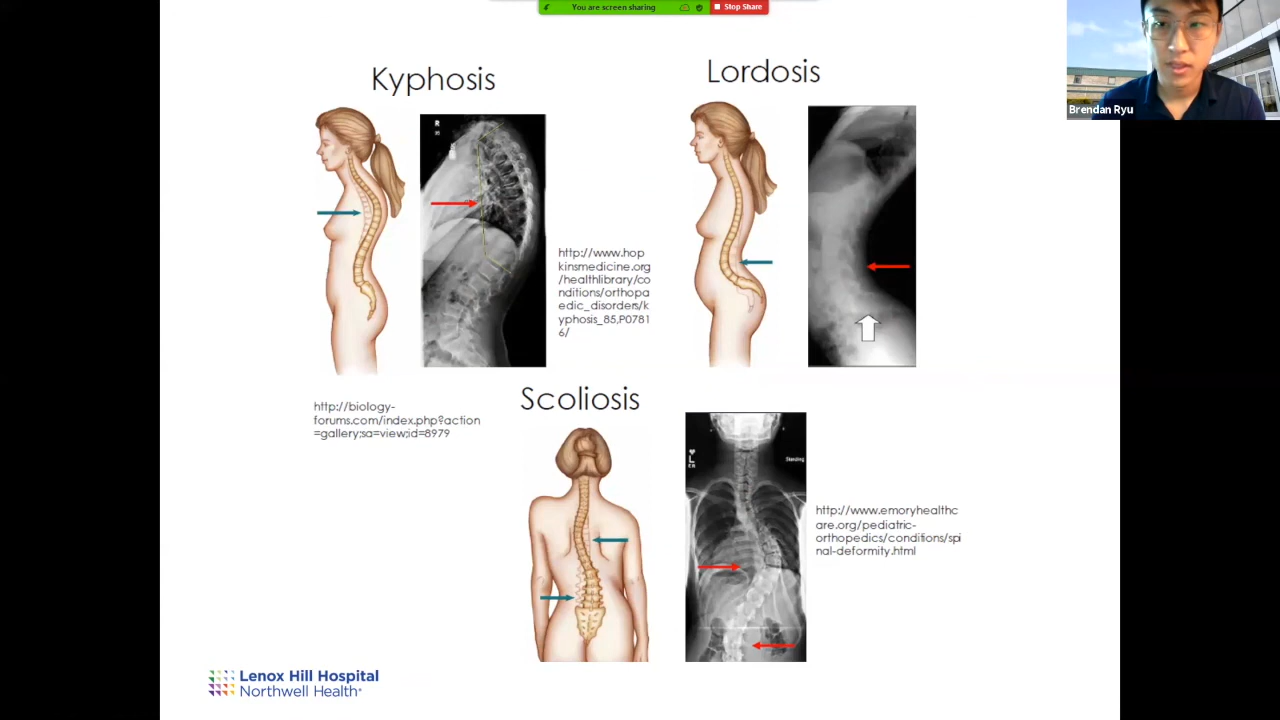 You are screen sharing
Stop Share
Brendan Ryu
Kyphosis
Lordosis
R
http://www.hop
kinsmedicine.org
/healthlibrary/co
nditions/orthopa
edic_disorders/k
yphosis_85,P0781
6/
http://biology-
forums.com/index.php?action
=gallery;sa=view;id=8979
Scoliosis
L
Standing
http://www.emoryhealthc
are.org/pediatric-
orthopedics/conditions/spi
nal-deformity.html
Lenox Hill Hospital
Northwell Health